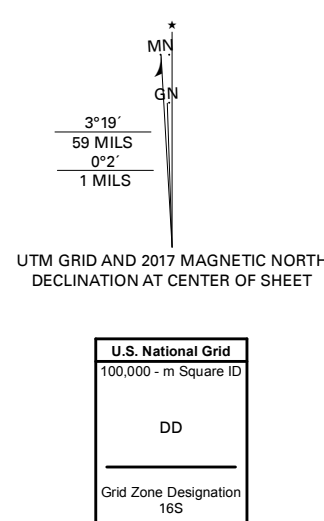 MN
GN
3°19´
59 MILS
0°2´
1 MILS
UTM GRID AND 2017 MAGNETIC NORTH
DECLINATION AT CENTER OF SHEET
U.S. National Grid
100,000 - m Square ID
DD
Grid Zone Designation
16S